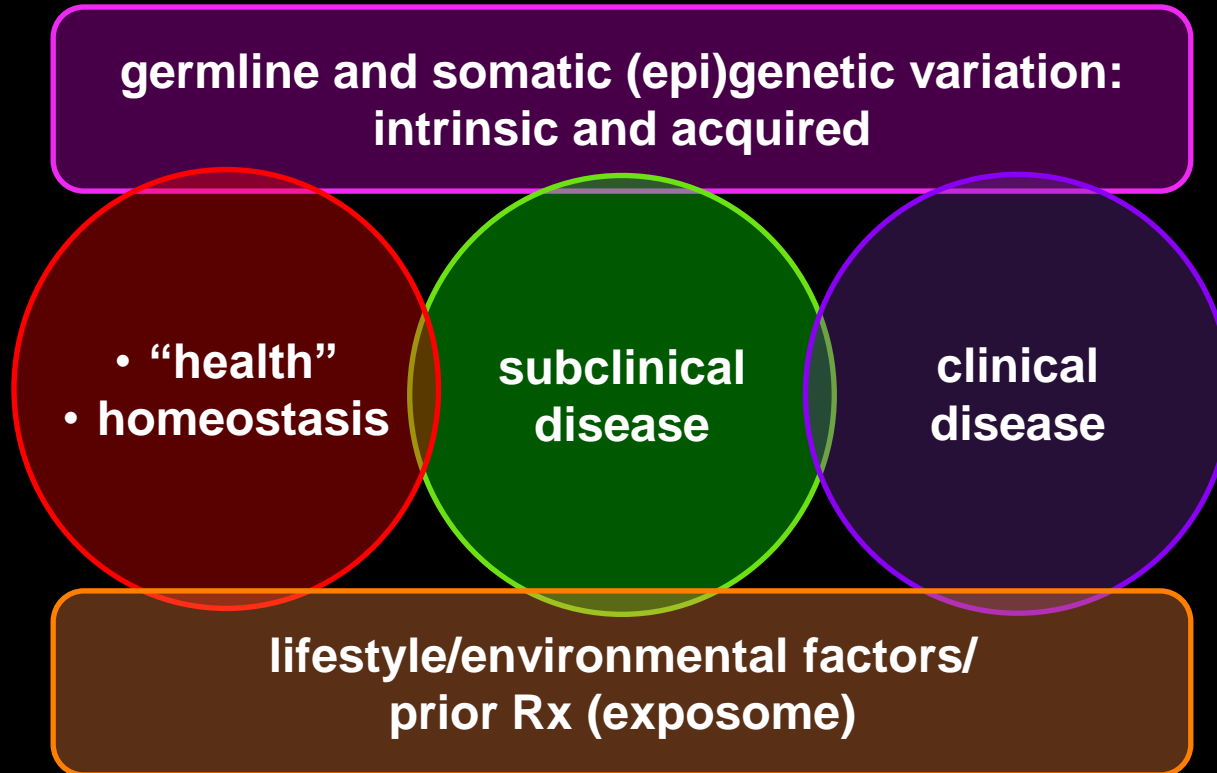 germline and somatic (epi)genetic variation:
intrinsic and acquired
• “health”
• homeostasis
subclinical
disease
clinical
disease
lifestyle/environmental factors/
prior Rx (exposome)